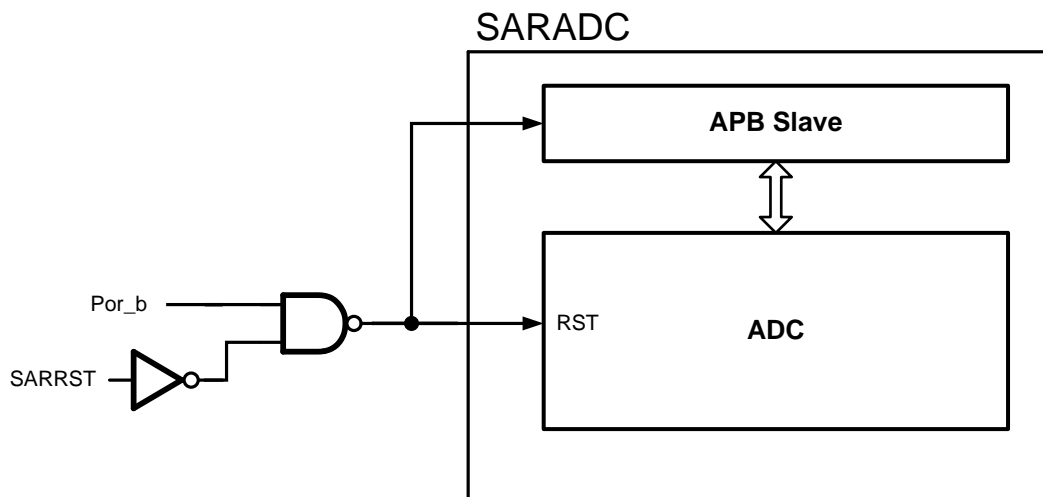 SARADC
APB Slave
Por_b
RST
ADC
SARRST